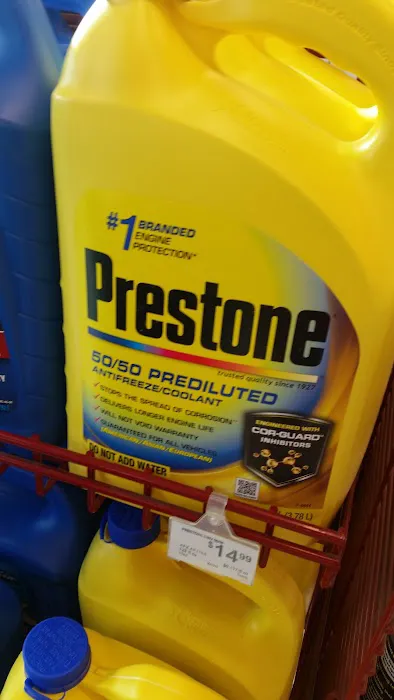 #1 BRANDED
ENGINE
PROTECTION*
Prestone
Trusted quality since 1927
50/50 PREDILUTED
ANTIFREEZE/COOLANT
STOPS THE SPREAD OF CORROSION
DELIVERS LONGER ENGINE LIFE
WILL NOT VOID WARRANTY
GUARANTEED FOR ALL VEHICLES
ENGINEERED WITH
COR-GUARD™
INHIBITORS
DO NOT ADD WATER
$14 99